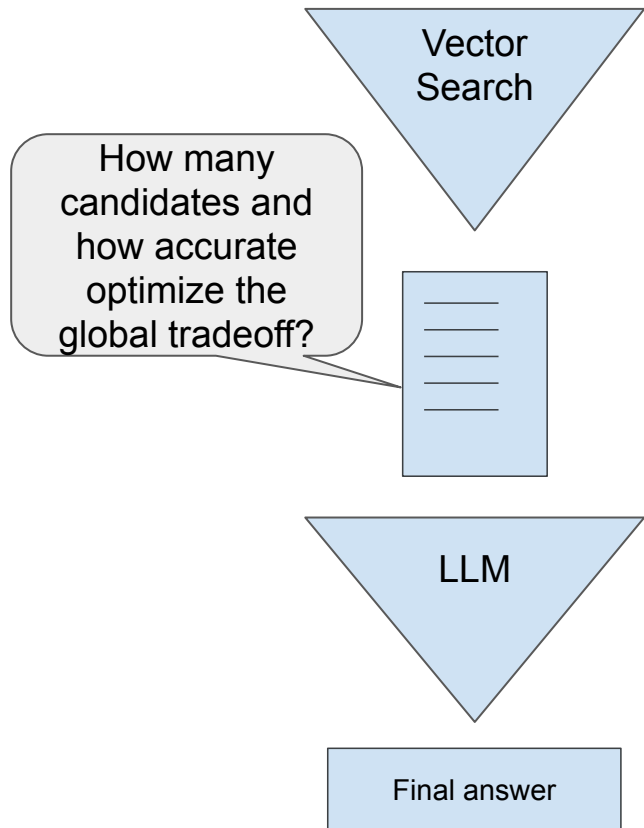 Vector
Search
How many
candidates and
how accurate
optimize the
global tradeoff?
LLM
Final answer